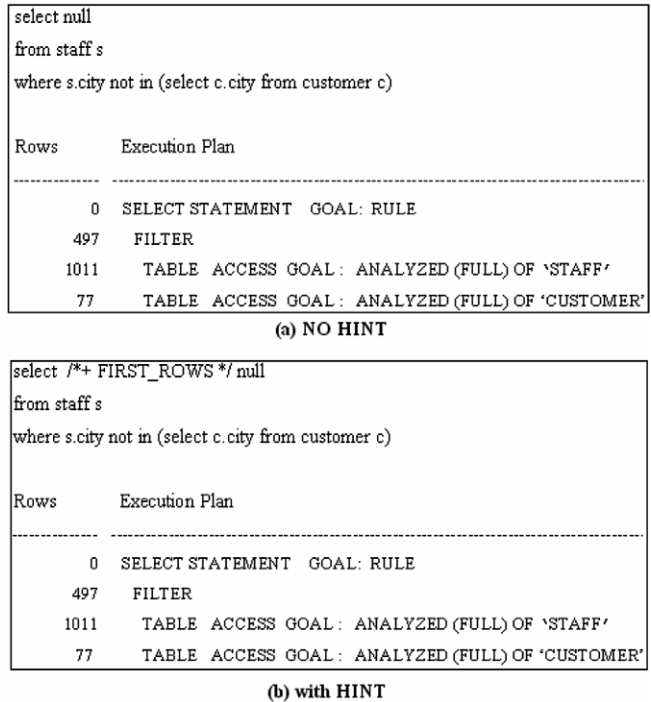 select null
from staff s
where s.city not in (select c.city from customer c)
Rows Execution Plan
-------------- --------------------------------------------------------------------------------
0 SELECT STATEMENT GOAL: RULE
497 FILTER
1011 TABLE ACCESS GOAL : ANALYZED (FULL) OF ‘STAFF’
77 TABLE ACCESS GOAL : ANALYZED (FULL) OF ‘CUSTOMER’
(a) NO HINT
select /*+ FIRST_ROWS */ null
from staff s
where s.city not in (select c.city from customer c)
Rows Execution Plan
-------------- --------------------------------------------------------------------------------
0 SELECT STATEMENT GOAL: RULE
497 FILTER
1011 TABLE ACCESS GOAL : ANALYZED (FULL) OF ‘STAFF’
77 TABLE ACCESS GOAL : ANALYZED (FULL) OF ‘CUSTOMER’
(b) with HINT